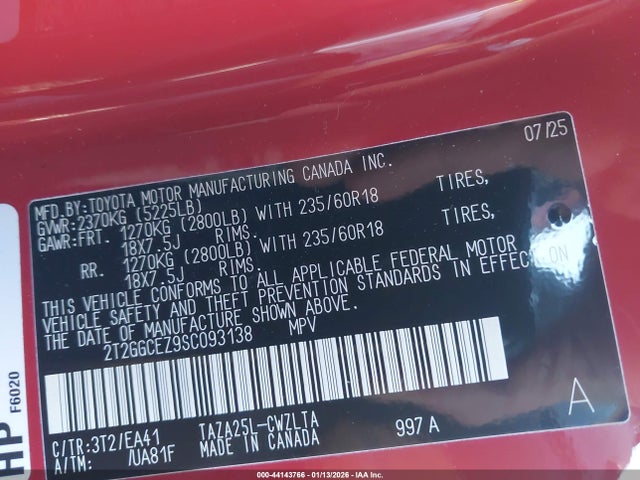 07/25
MFD.BY:TOYOTA MOTOR MANUFACTURING CANADA INC.
GVWR:2370KG (5225LB)
GAWR:FRT. 1270KG (2800LB) WITH 235/60R18 TIRES,
18X7.5J RIMS.
RR. 1270KG (2800LB) WITH 235/60R18 TIRES,
18X7.5J RIMS.
THIS VEHICLE CONFORMS TO ALL APPLICABLE FEDERAL MOTOR
VEHICLE SAFETY AND THEFT PREVENTION STANDARDS IN EFFECT ON
THE DATE OF MANUFACTURE SHOWN ABOVE.
2T2GGCEZ9SC093138 MPV
A
C/TR:3T2/EA41 TAZA25L-CWZLTA 997A
A/TM: /UA81F MADE IN CANADA
HP
F6020
000-44143766 - 01/13/2026 - IAA Inc.